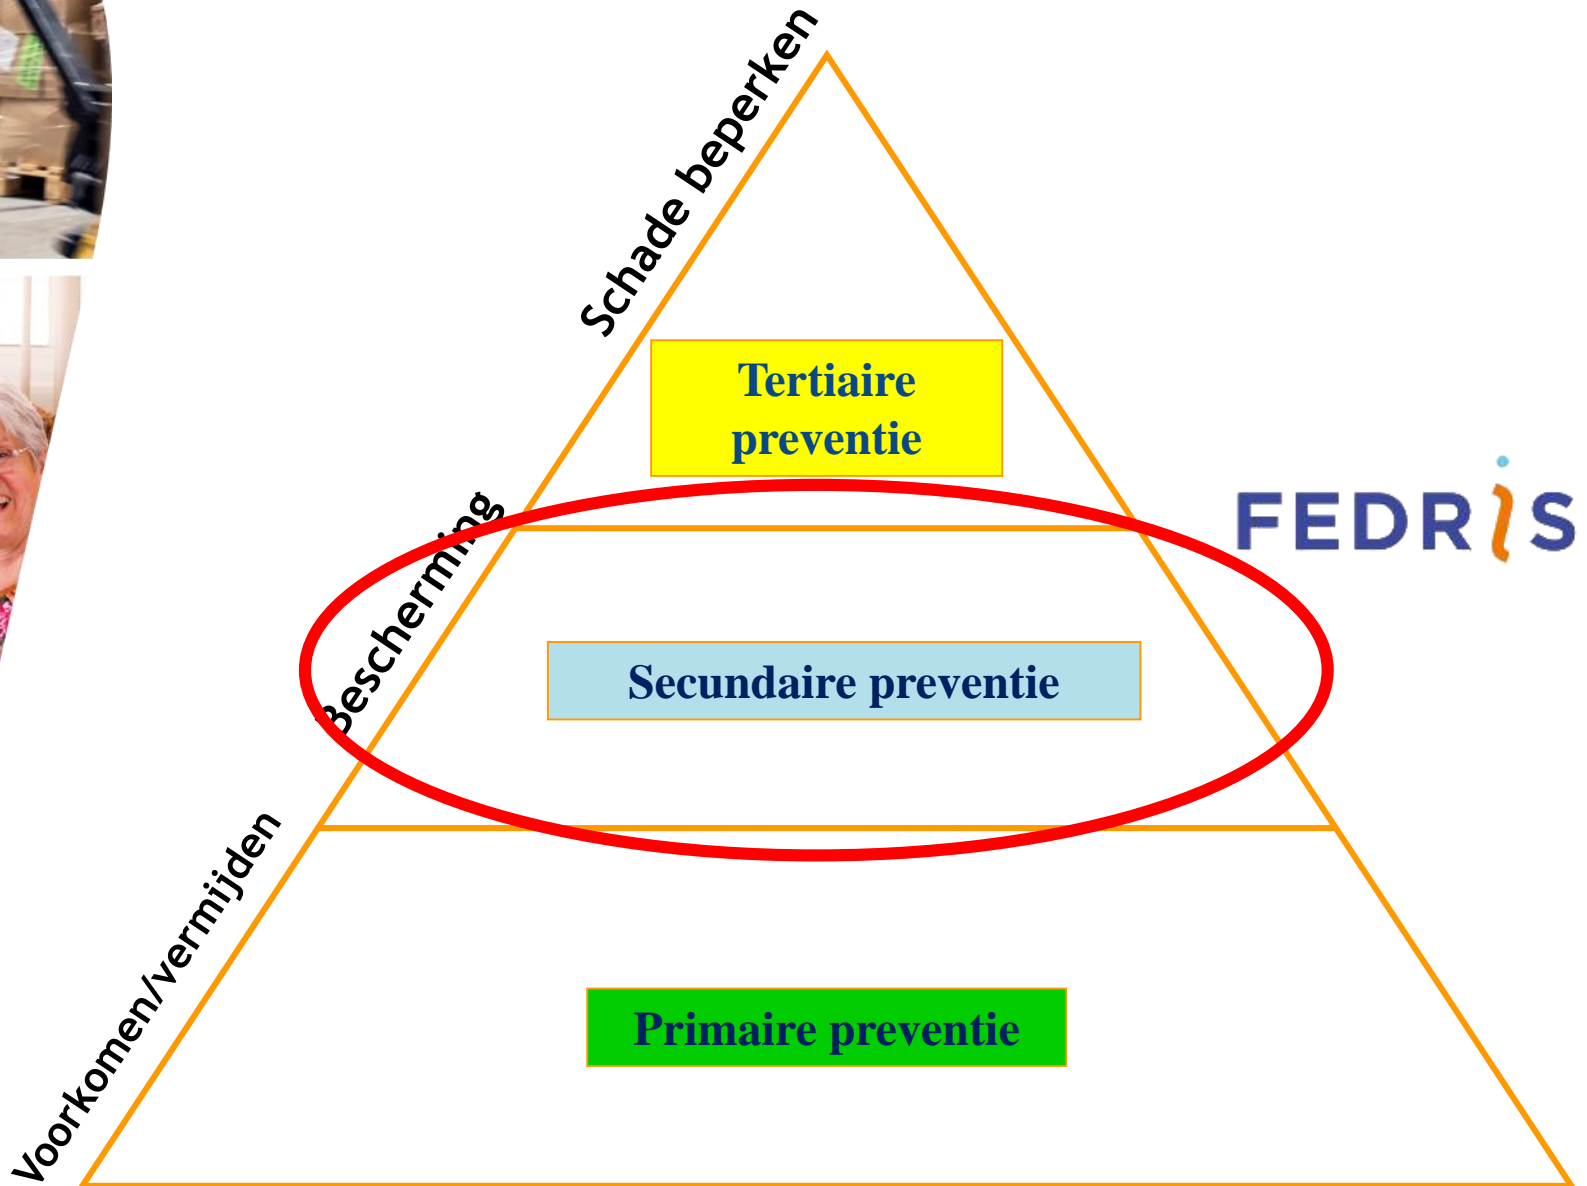 Schade beperken
Tertiaire
preventie
FEDRIS
Bescherming
Secundaire preventie
Voorkomen/vermijden
Primaire preventie